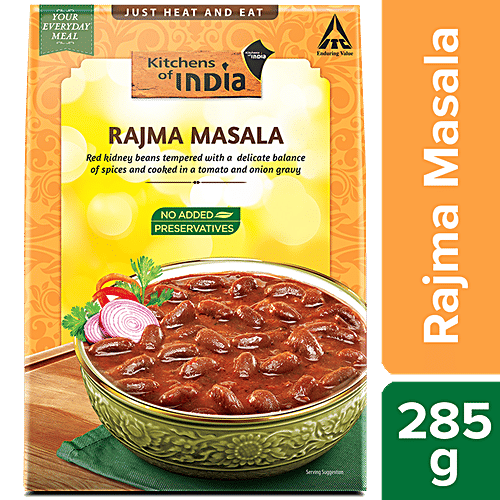 JUST HEAT AND EAT
YOUR
EVERYDAY
MEAL
ITC
Enduring Value
Kitchens
of INDIA
Kitchens
of INDIA
RAJMA MASALA
Red kidney beans tempered with a delicate balance
of spices and cooked in a tomato and onion gravy
NO ADDED
PRESERVATIVES
Serving Suggestion
Rajma Masala
285
g